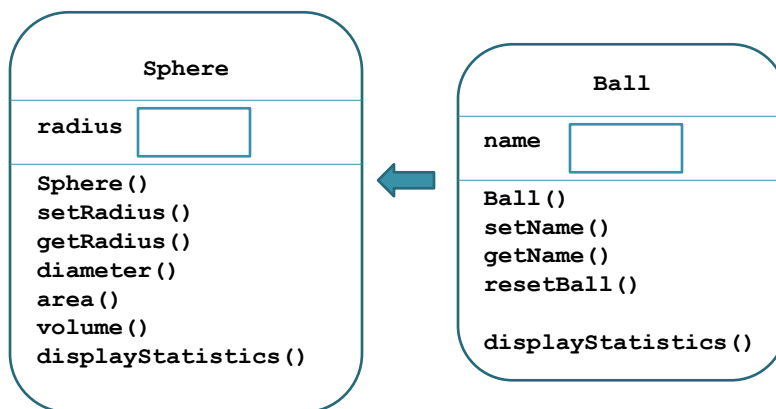 Sphere
radius
Sphere()
setRadius()
getRadius()
diameter()
area()
volume()
displayStatistics()
Ball
name
Ball()
setName()
getName()
resetBall()
displayStatistics()